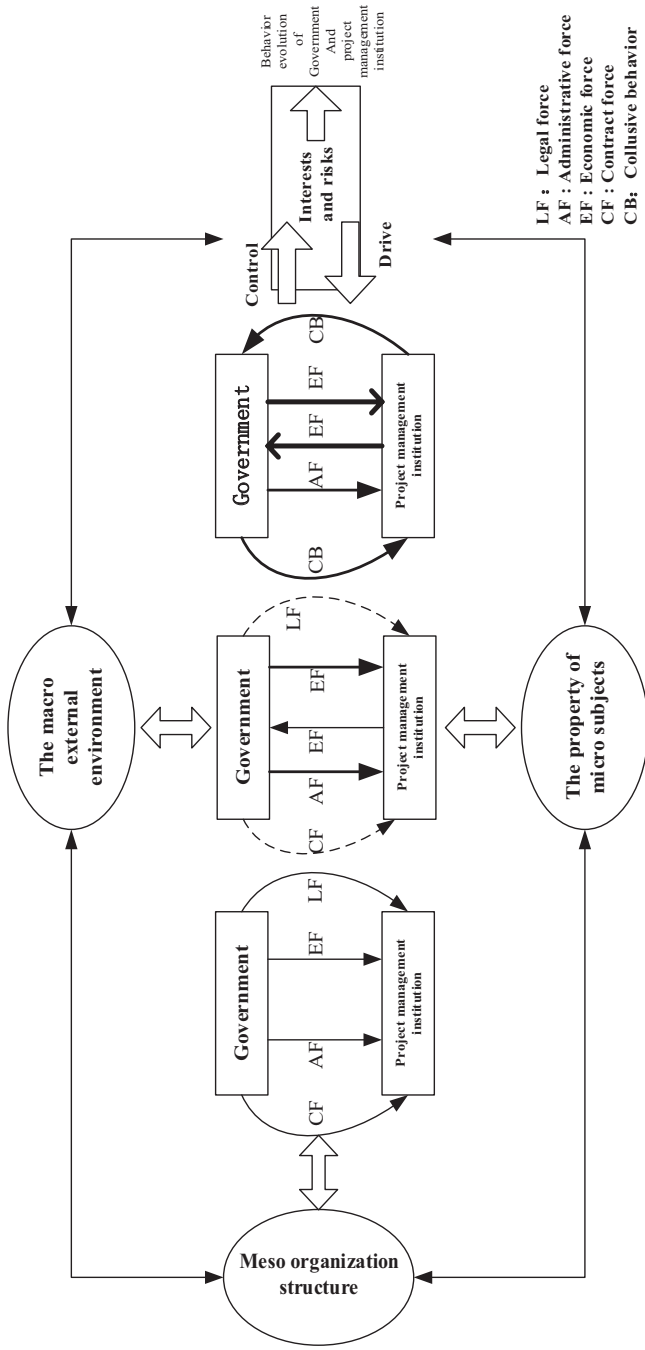 Meso organization
structure
The macro
external
environment
The property of
micro subjects
Government
CF
AF
EF
LF
Project management
institution
Government
CF
AF
EF
EF
LF
Project management
institution
Government
CB
AF
EF
EF
CB
Project management
institution
Control
Interests
and risks
Drive
Behavior
evolution
of
Government
And
project
management
institution
LF： Legal force
AF : Administrative force
EF : Economic force
CF : Contract force
CB: Collusive behavior